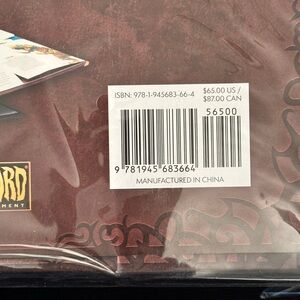 ISBN: 978-1-945683-66-4
$65.00 US /
$87.00 CAN
56500
9 781945 683664
MANUFACTURED IN CHINA